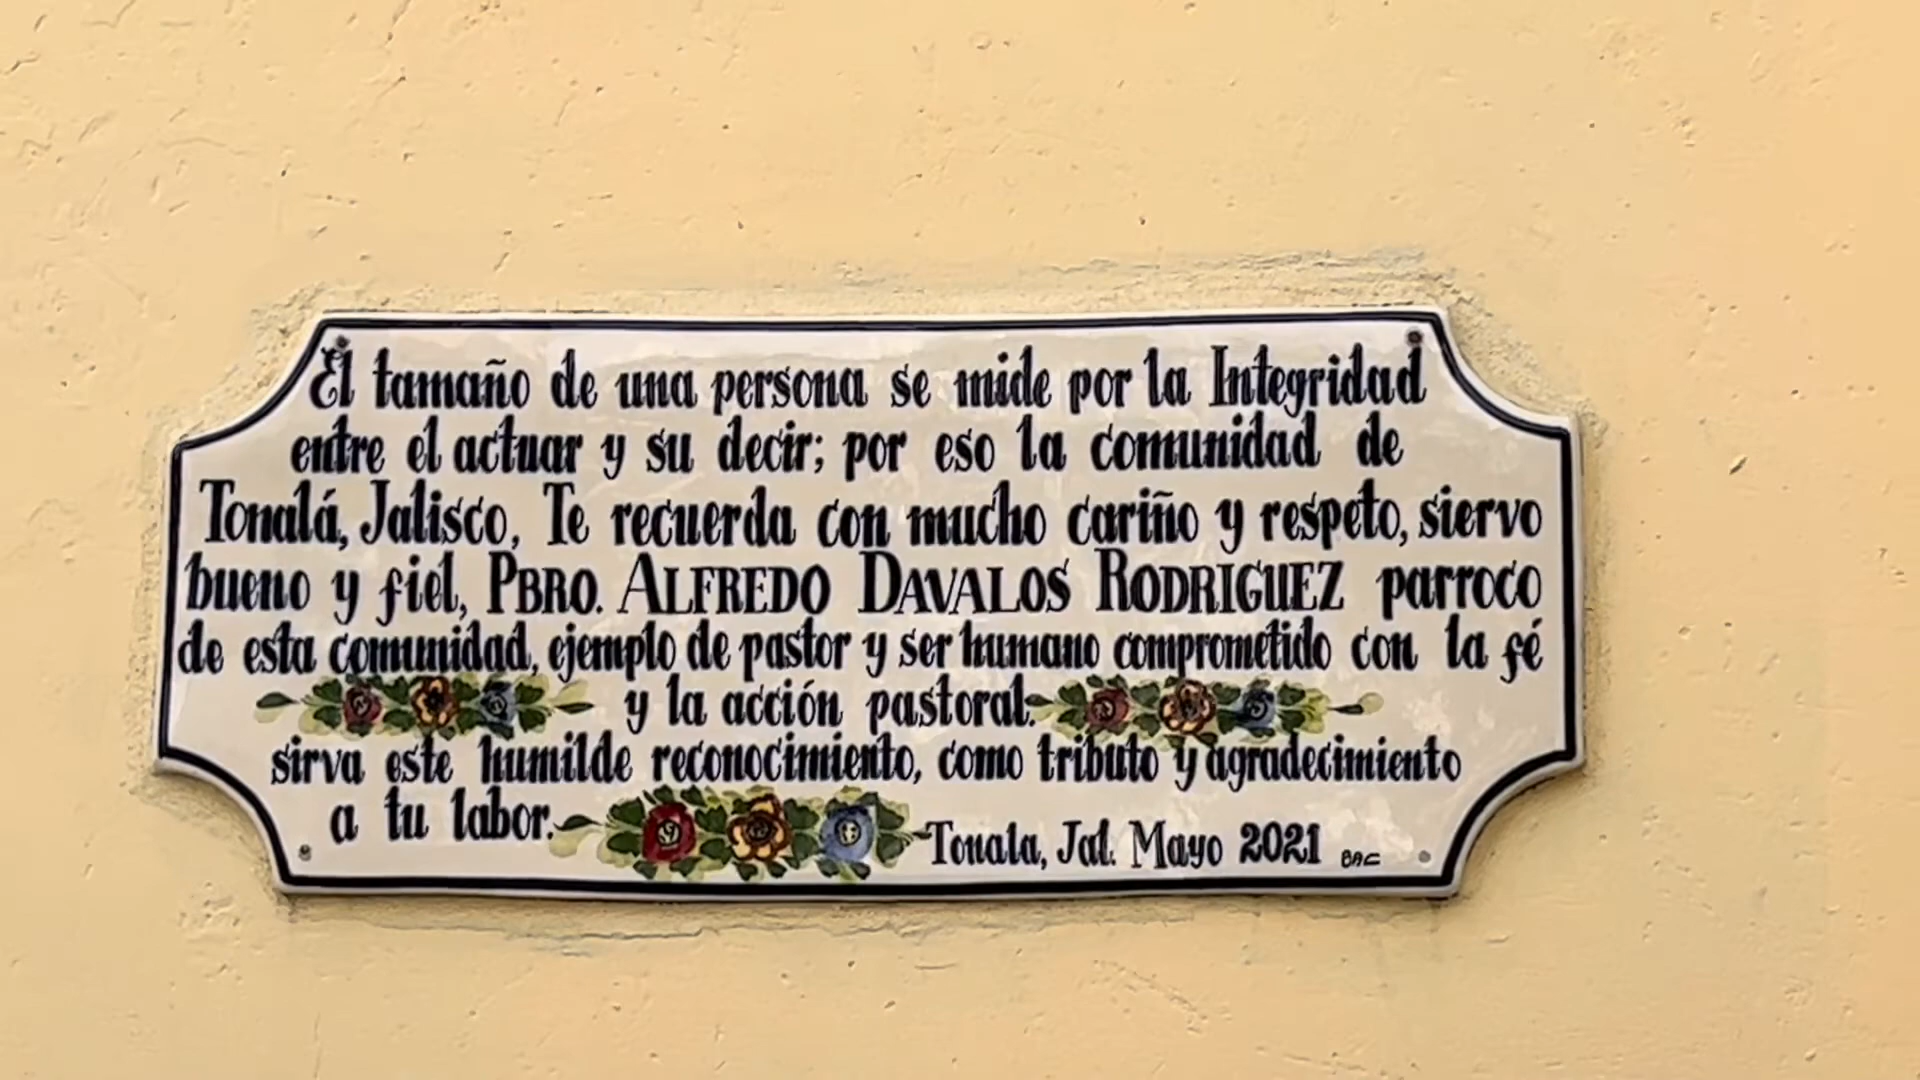 El tamaño de una persona se mide por la Integridad
entre el actuar y su decir; por eso la comunidad de
Tonalá, Jalisco, Te recuerda con mucho cariño y respeto, siervo
bueno y fiel, PBRO. ALFREDO DAVALOS RODRIGUEZ parroco
de esta comunidad, ejemplo de pastor y ser humano comprometido con la fé
y la acción pastoral.
sirva este humilde reconocimiento, como tributo y agradecimiento
a tu labor.
Tonala, Jal. Mayo 2021 BAC